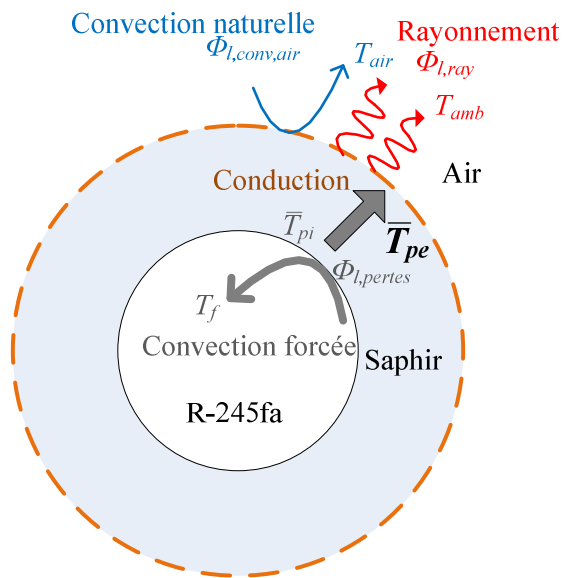 Convection naturelle
Φl,conv,air
Tair
Rayonnement
Φl,ray
Tamb
Air
Conduction
T̅pi
T̅pe
Φl,pertes
Tf
Convection forcée
Saphir
R-245fa